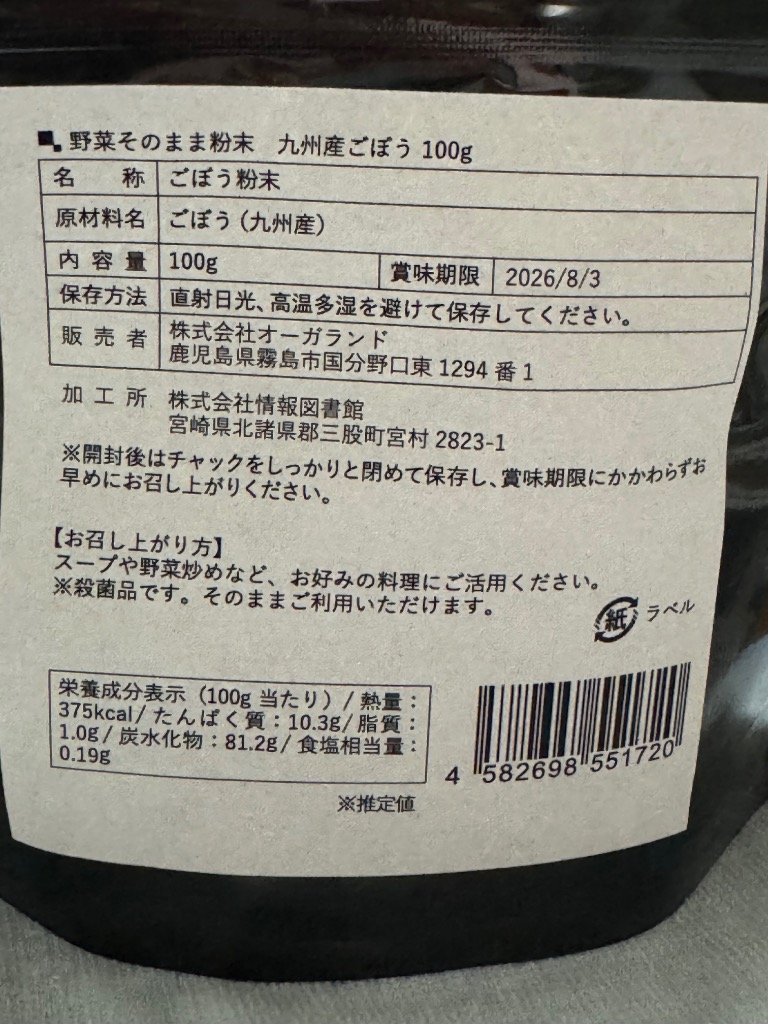 野菜そのまま粉末 九州産ごぼう 100g
名称 ごぼう粉末
原材料名 ごぼう（九州産）
内容量 100g 賞味期限 2026/8/3
保存方法 直射日光、高温多湿を避けて保存してください。
販売者 株式会社オーガランド
鹿児島県霧島市国分野口東 1294 番 1
加工所 株式会社情報図書館
宮崎県北諸県郡三股町宮村 2823-1
※開封後はチャックをしっかりと閉めて保存し、賞味期限にかかわらずお
早めにお召し上がりください。
【お召し上がり方】
スープや野菜炒めなど、お好みの料理にご活用ください。
※殺菌品です。そのままご利用いただけます。
紙 ラベル
栄養成分表示（100g 当たり）/ 熱量：
375kcal/ たんぱく質：10.3g/ 脂質：
1.0g/ 炭水化物：81.2g/ 食塩相当量：
0.19g
4 582698 551720
※推定値